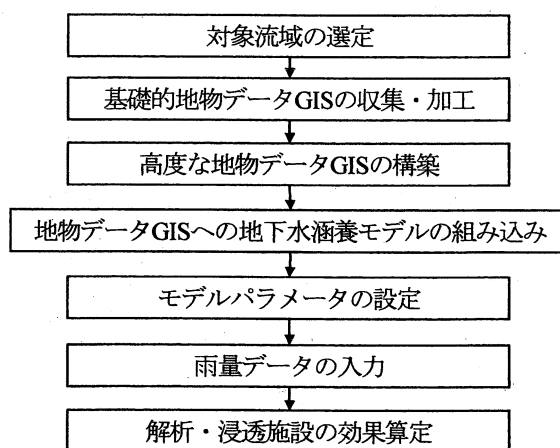 対象流域の選定
基礎的地物データGISの収集・加工
高度な地物データGISの構築
地物データGISへの地下水涵養モデルの組み込み
モデルパラメータの設定
雨量データの入力
解析・浸透施設の効果算定